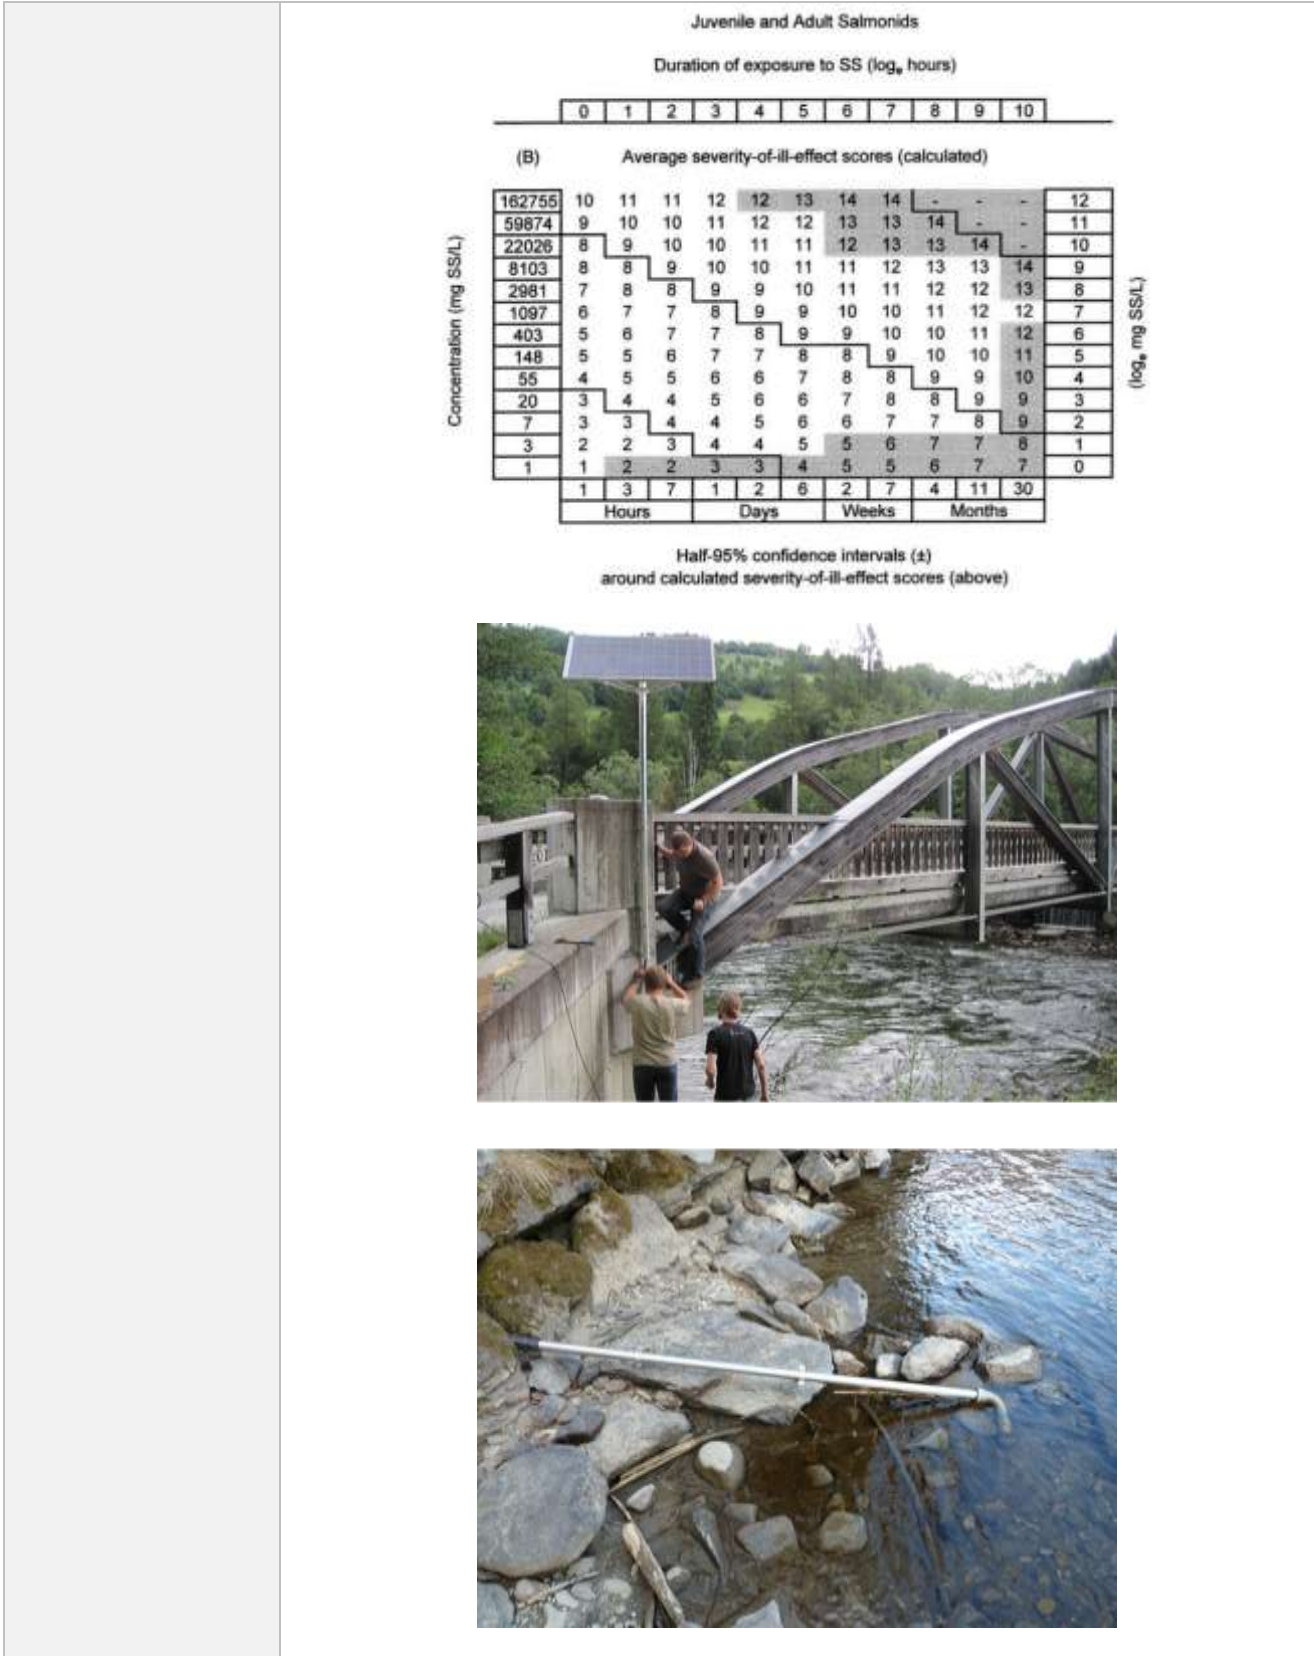 Juvenile and Adult Salmonids
Duration of exposure to SS (logₑ hours)
0 1 2 3 4 5 6 7 8 9 10
(B) Average severity-of-ill-effect scores (calculated)
Concentration (mg SS/L)
162755 10 11 11 12 12 13 14 14 - - - 12
59874 9 10 10 11 12 12 13 13 14 - - 11
22026 8 9 10 10 11 11 12 13 13 14 - 10
8103 8 8 9 10 10 11 11 12 13 13 14 9
2981 7 8 8 9 9 10 11 11 12 12 13 8
1097 6 7 7 8 9 9 10 10 11 12 12 7
403 5 6 7 7 8 9 9 10 10 11 12 6
148 5 5 6 7 7 8 8 9 10 10 11 5
55 4 5 5 6 6 7 8 8 9 9 10 4
20 3 4 4 5 6 6 7 8 8 9 9 3
7 3 3 4 4 5 6 6 7 7 8 9 2
3 2 2 3 4 4 5 5 6 7 7 8 1
1 1 2 2 3 3 4 5 5 6 7 7 0
(logₑ mg SS/L)
1 3 7 1 2 6 2 7 4 11 30
Hours Days Weeks Months
Half-95% confidence intervals (±)
around calculated severity-of-ill-effect scores (above)